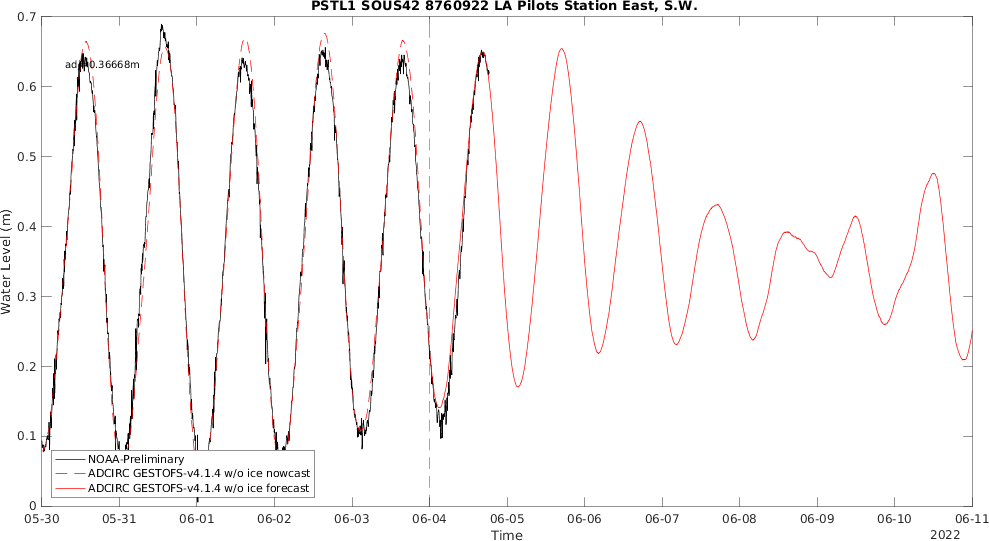 PSTL1 SOUS42 8760922 LA Pilots Station East, S.W.
0.7
0.6
0.5
0.4
0.3
0.2
0.1
0
Water Level (m)
NOAA-Preliminary
ADCIRC GESTOFS-v4.1.4 w/o ice nowcast
ADCIRC GESTOFS-v4.1.4 w/o ice forecast
05-30 05-31 06-01 06-02 06-03 06-04 06-05 06-06 06-07 06-08 06-09 06-10 06-11
Time
2022